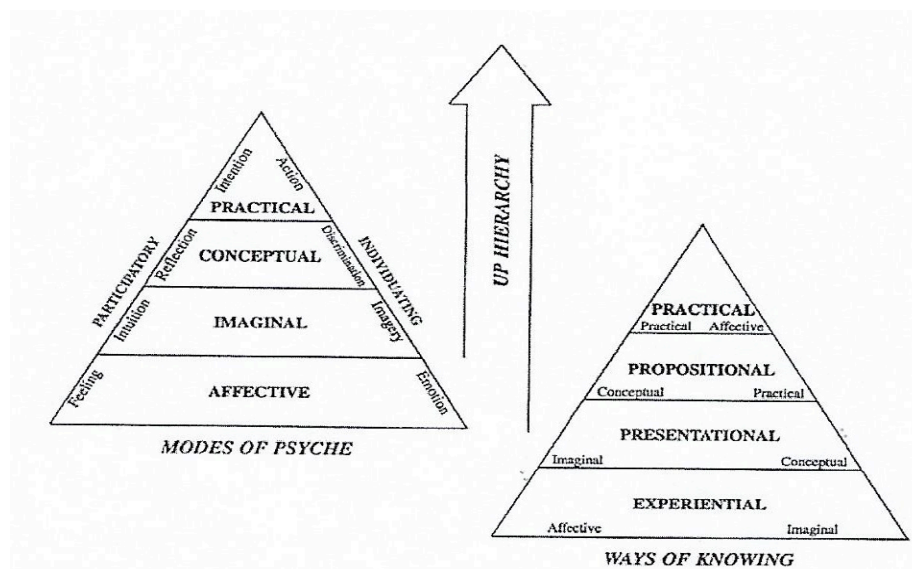 Intention
Action
PRACTICAL
PARTICIPATORY
Reflection
CONCEPTUAL
Discrimination
INDIVIDUATING
Intuition
IMAGINAL
Imagery
Feeling
AFFECTIVE
Emotion
MODES OF PSYCHE
UP HIERARCHY
PRACTICAL
Practical Affective
PROPOSITIONAL
Conceptual Practical
PRESENTATIONAL
Imaginal Conceptual
EXPERIENTIAL
Affective Imaginal
WAYS OF KNOWING